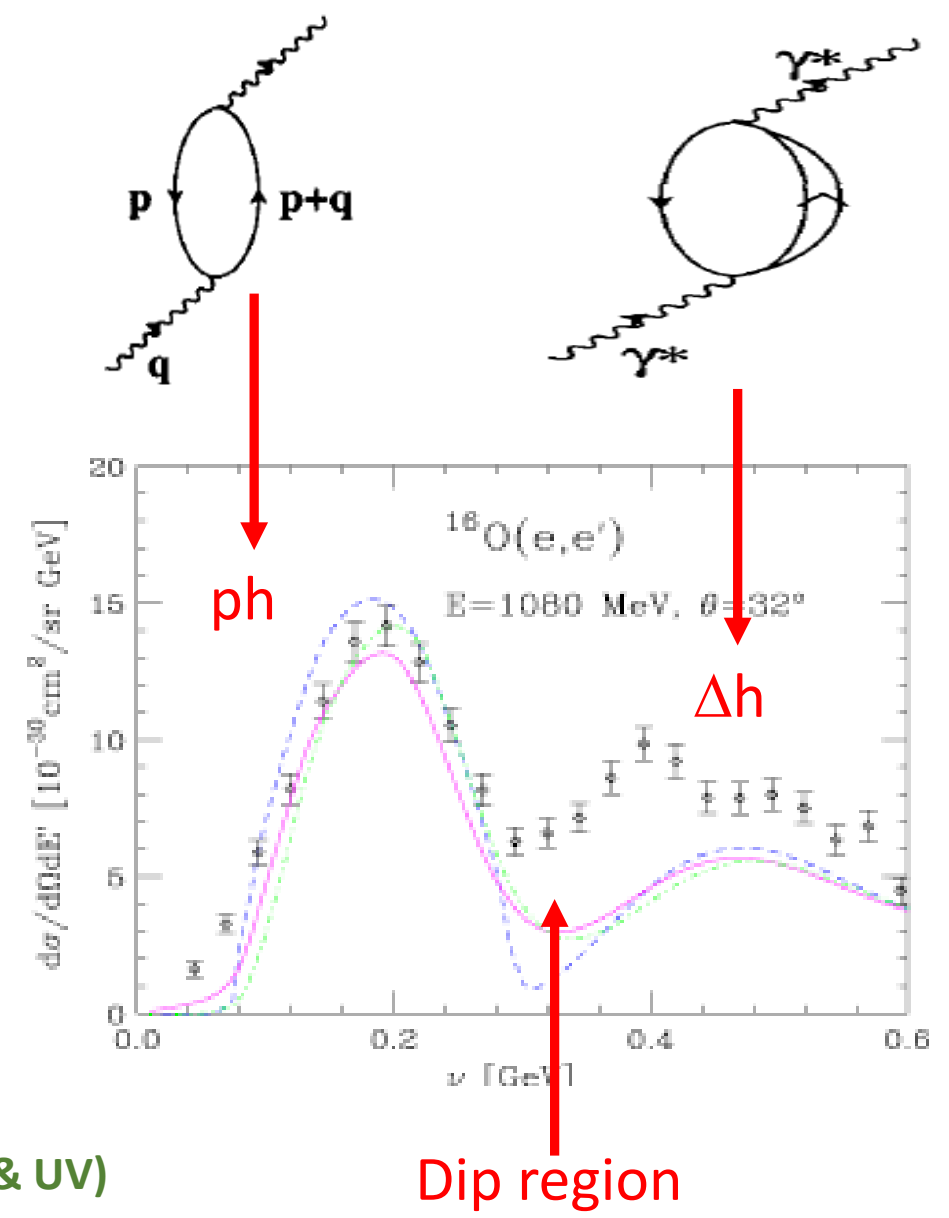 γ*
p
p+q
q
γ*
20
15
10
5
0
dσ/dΩdE' [10⁻³⁰cm²/sr GeV]
¹⁶O(e,e')
E=1080 MeV, θ=32°
ph
Δh
0.0
0.2
0.4
0.6
ν [GeV]
& UV)
Dip region